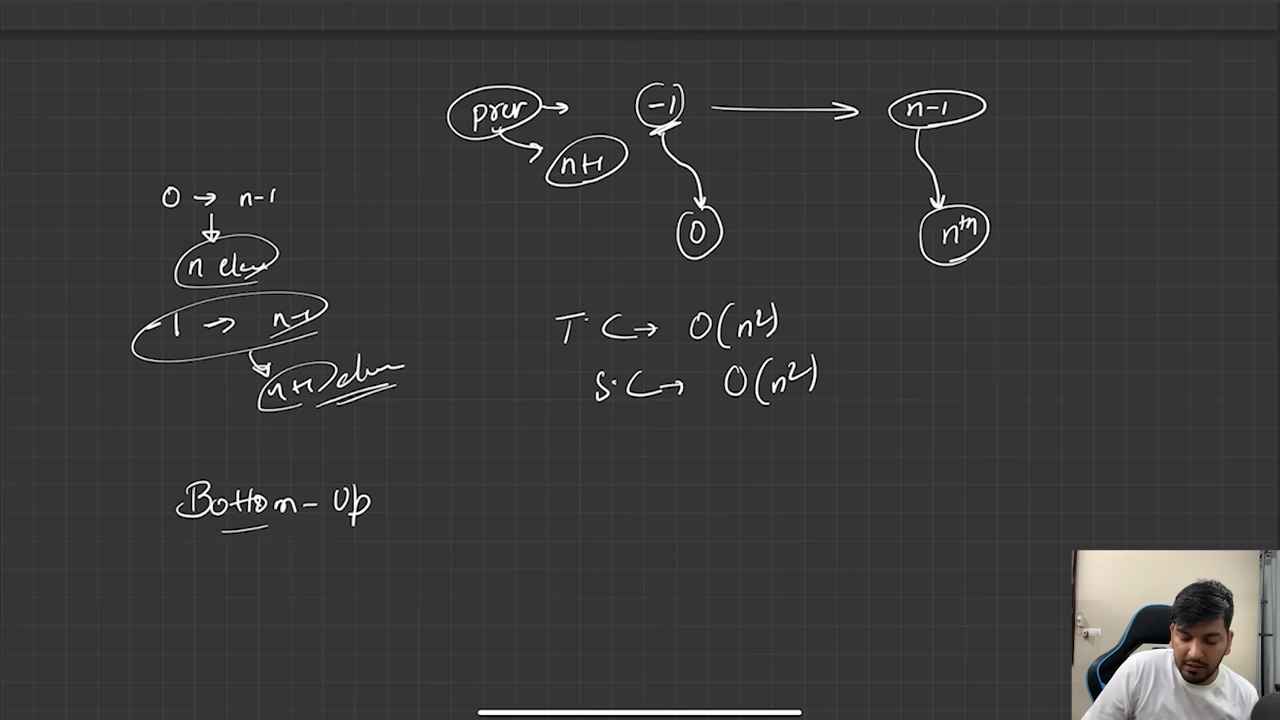 prev → -1 → n-1
n+1
0 → n-1
0
nth
n elem
-1 → n-1
T.C → O(n²)
n+1 elem
S.C → O(n²)
Bottom-Up